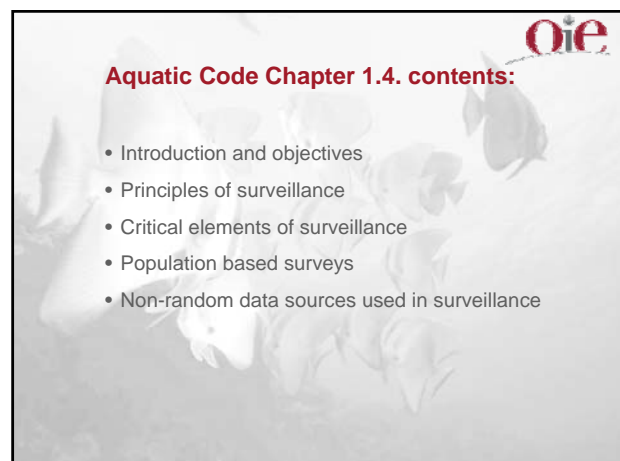 oie
Aquatic Code Chapter 1.4. contents:
• Introduction and objectives
• Principles of surveillance
• Critical elements of surveillance
• Population based surveys
• Non-random data sources used in surveillance